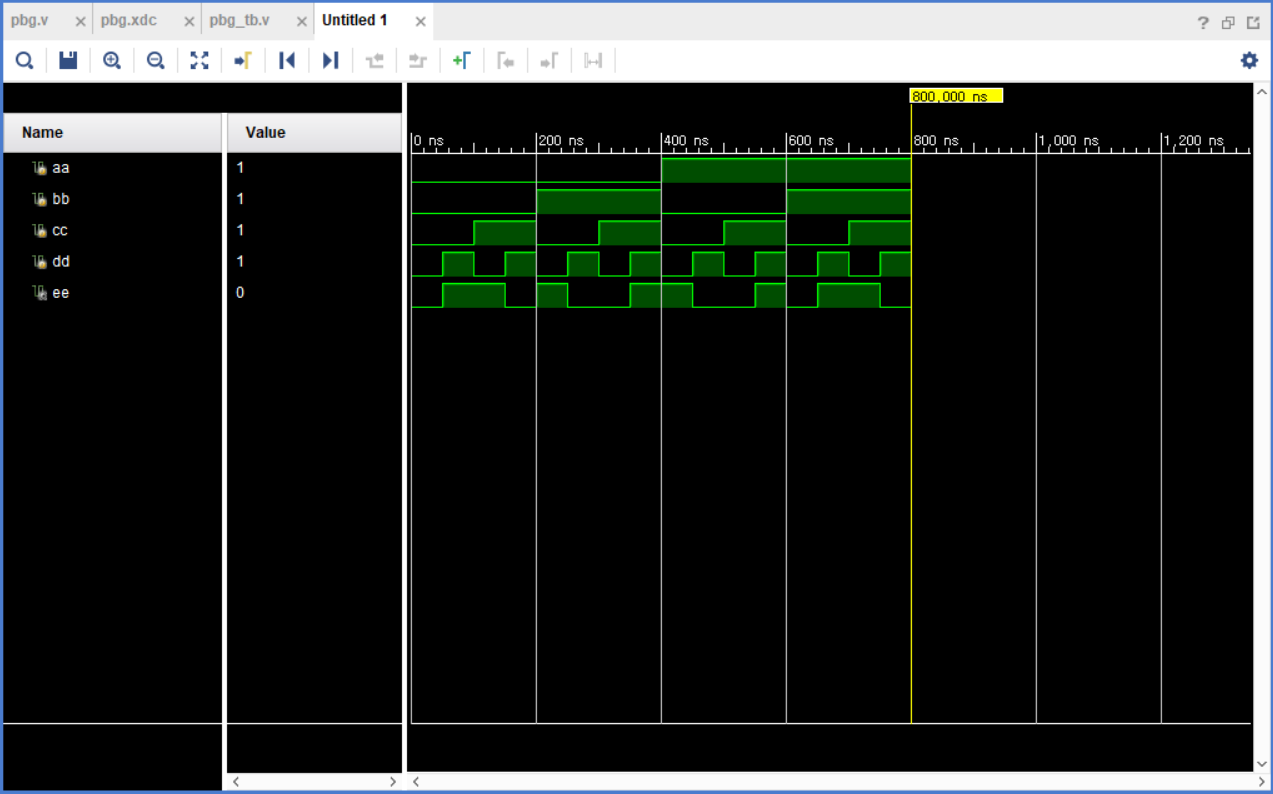 pbg.v × pbg.xdc × pbg_tb.v × Untitled 1 ×
?
800,000 ns
Name Value
0 ns 200 ns 400 ns 600 ns 800 ns 1,000 ns 1,200 ns
aa 1
bb 1
cc 1
dd 1
ee 0